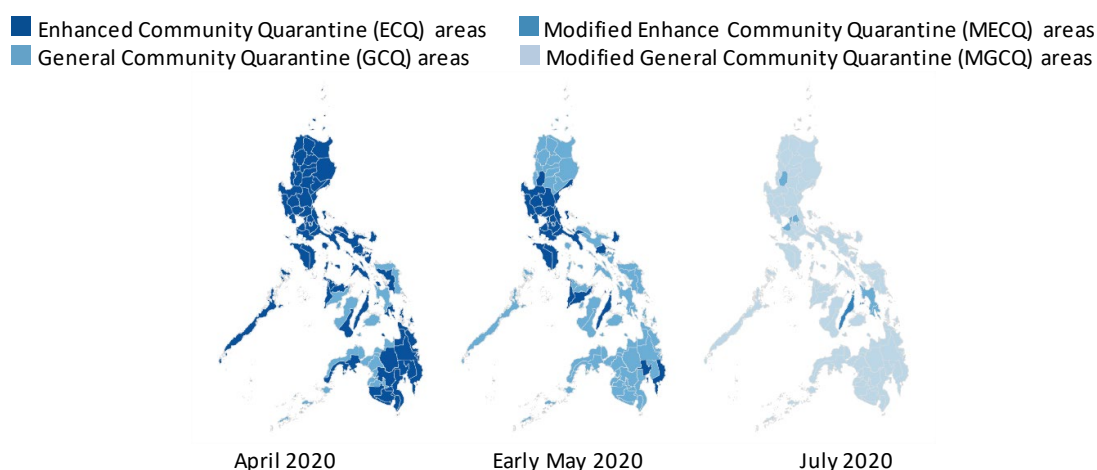 Enhanced Community Quarantine (ECQ) areas
Modified Enhance Community Quarantine (MECQ) areas
General Community Quarantine (GCQ) areas
Modified General Community Quarantine (MGCQ) areas
April 2020
Early May 2020
July 2020